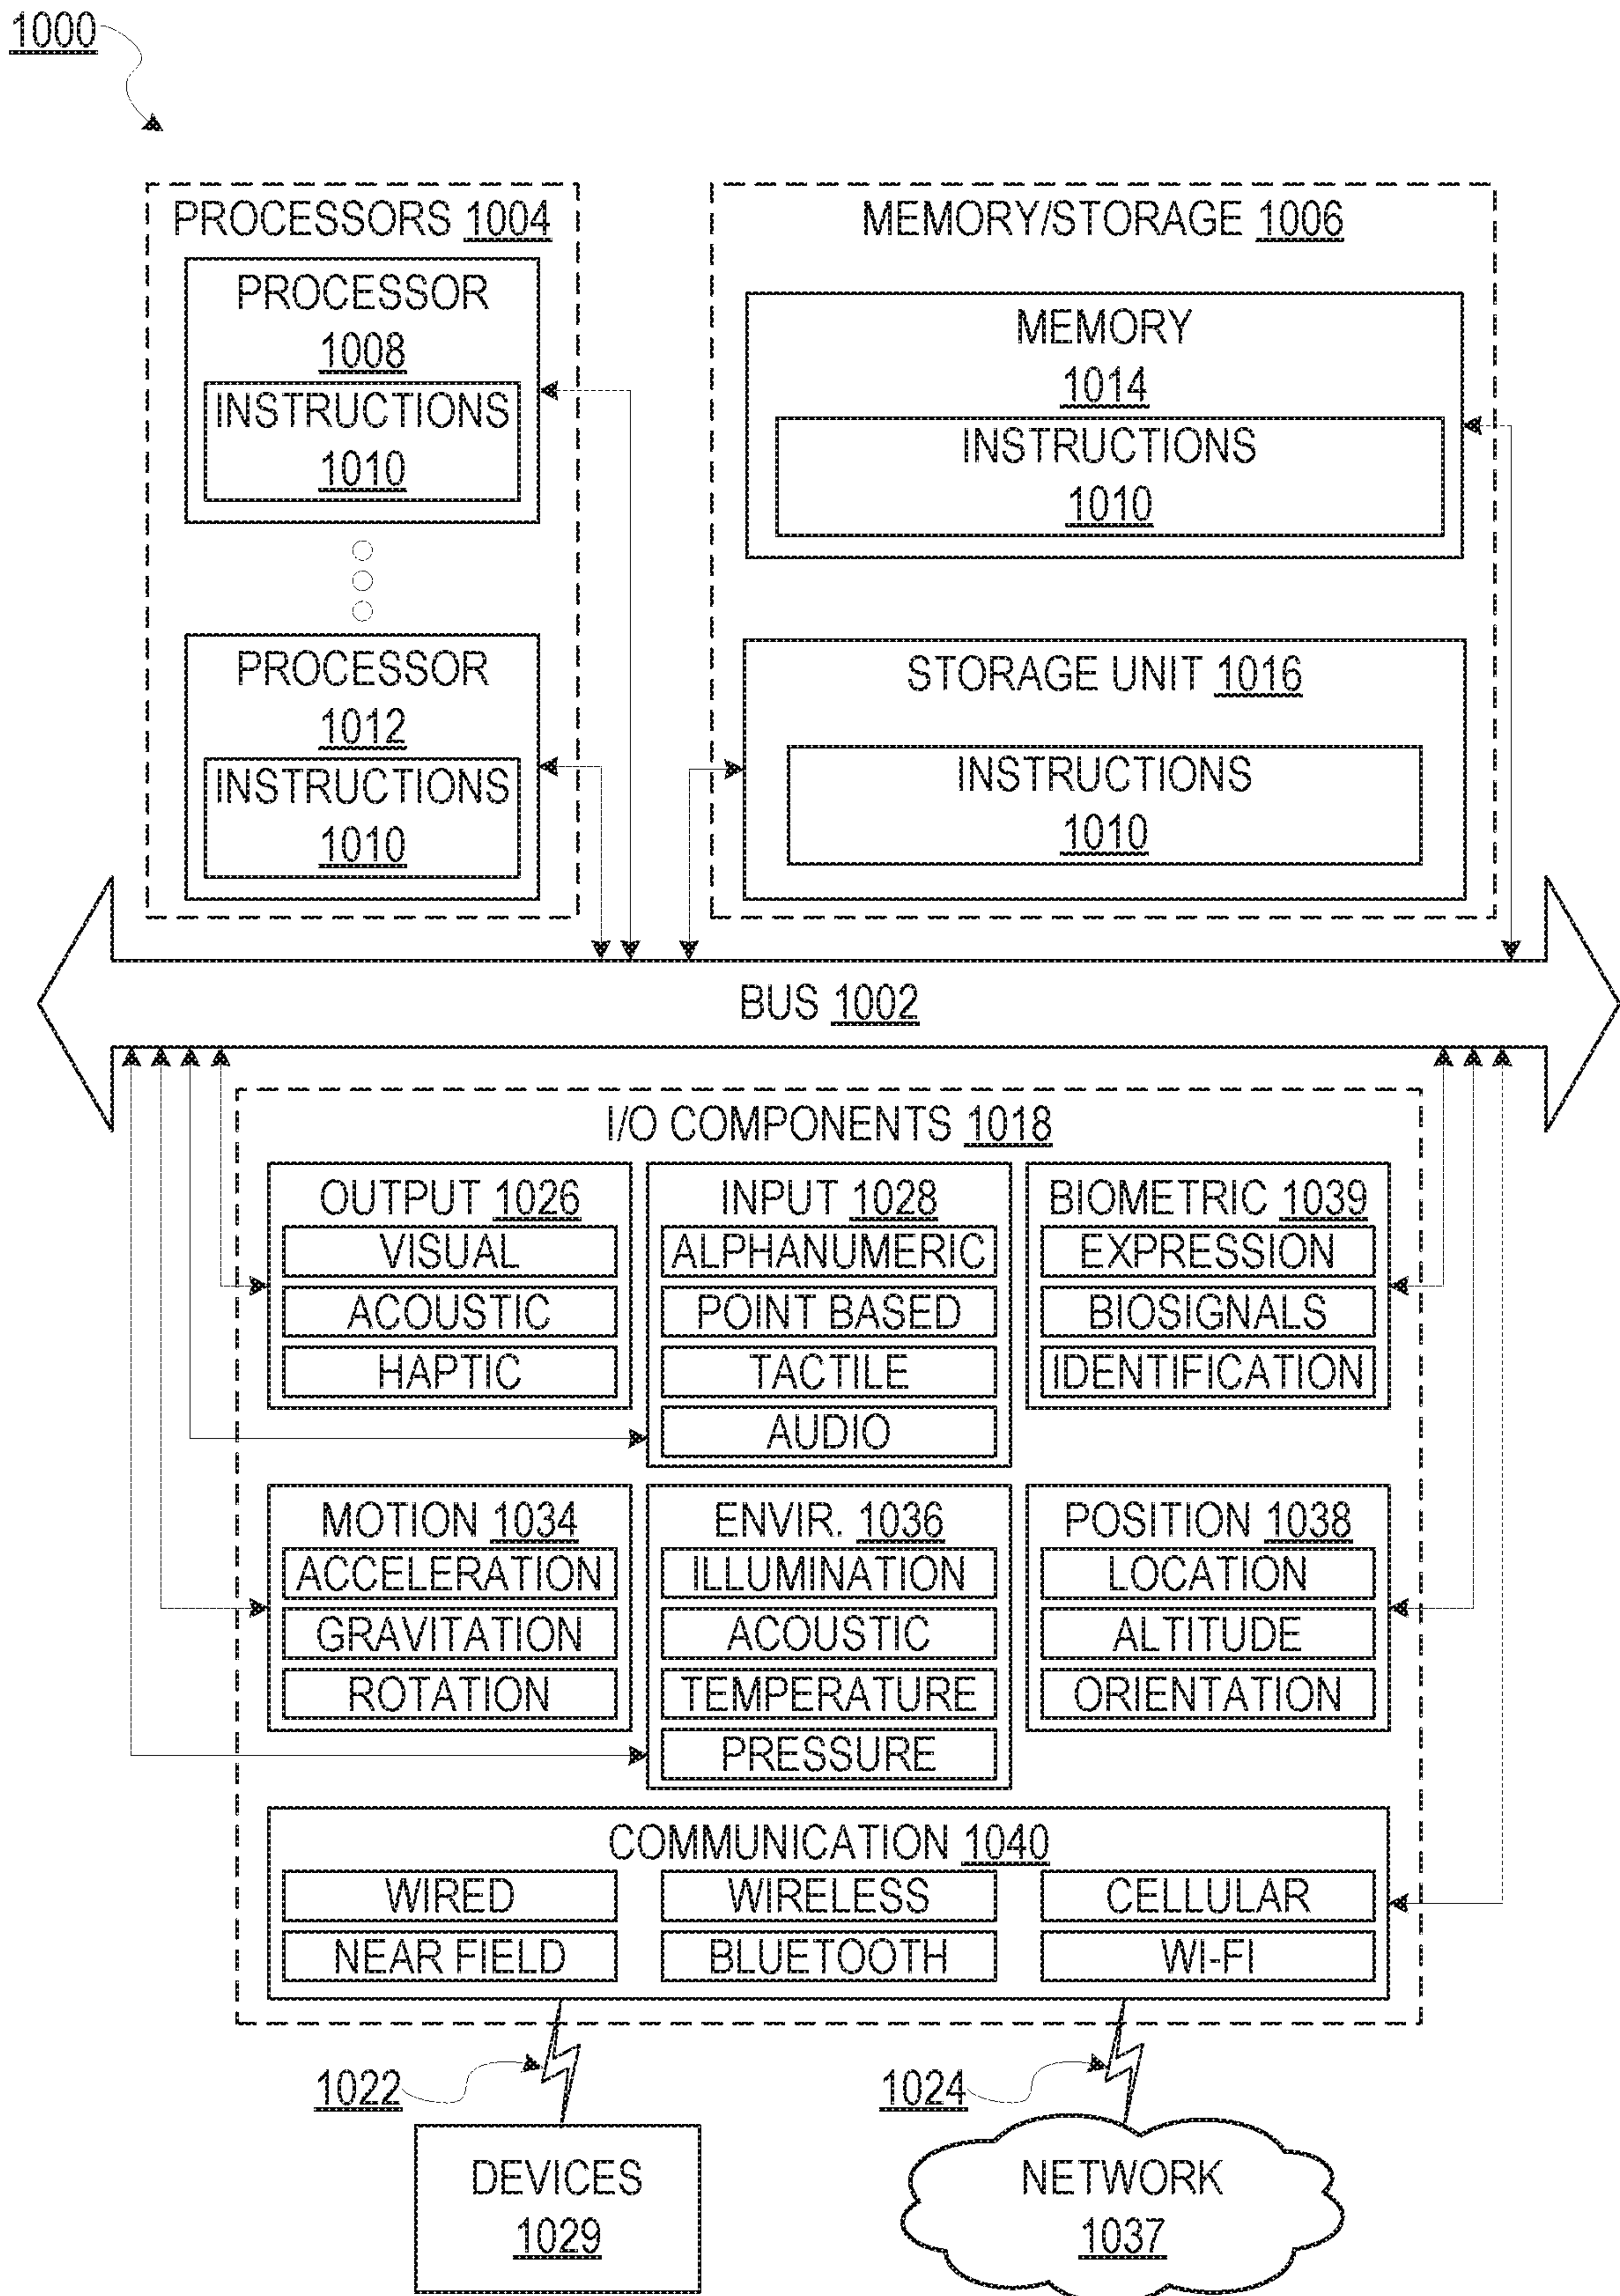 1000
PROCESSORS 1004
PROCESSOR
1008
INSTRUCTIONS
1010
PROCESSOR
1012
INSTRUCTIONS
1010
MEMORY/STORAGE 1006
MEMORY
1014
INSTRUCTIONS
1010
STORAGE UNIT 1016
INSTRUCTIONS
1010
BUS 1002
I/O COMPONENTS 1018
OUTPUT 1026
VISUAL
ACOUSTIC
HAPTIC
INPUT 1028
ALPHANUMERIC
POINT BASED
TACTILE
AUDIO
BIOMETRIC 1039
EXPRESSION
BIOSIGNALS
IDENTIFICATION
MOTION 1034
ACCELERATION
GRAVITATION
ROTATION
ENVIR. 1036
ILLUMINATION
ACOUSTIC
TEMPERATURE
PRESSURE
POSITION 1038
LOCATION
ALTITUDE
ORIENTATION
COMMUNICATION 1040
WIRED
WIRELESS
CELLULAR
NEAR FIELD
BLUETOOTH
WI-FI
1022
1024
DEVICES
1029
NETWORK
1037